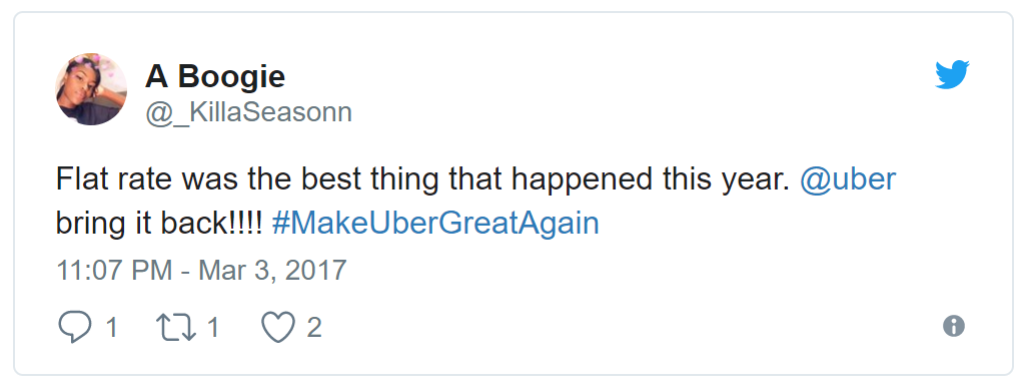 A Boogie
@_KillaSeasonn
Flat rate was the best thing that happened this year. @uber
bring it back!!!! #MakeUberGreatAgain
11:07 PM - Mar 3, 2017
1 1 2